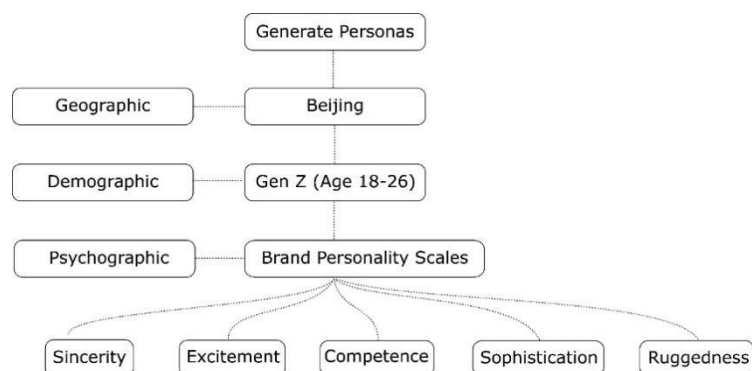 Generate Personas
Geographic
Beijing
Demographic
Gen Z (Age 18-26)
Psychographic
Brand Personality Scales
Sincerity
Excitement
Competence
Sophistication
Ruggedness